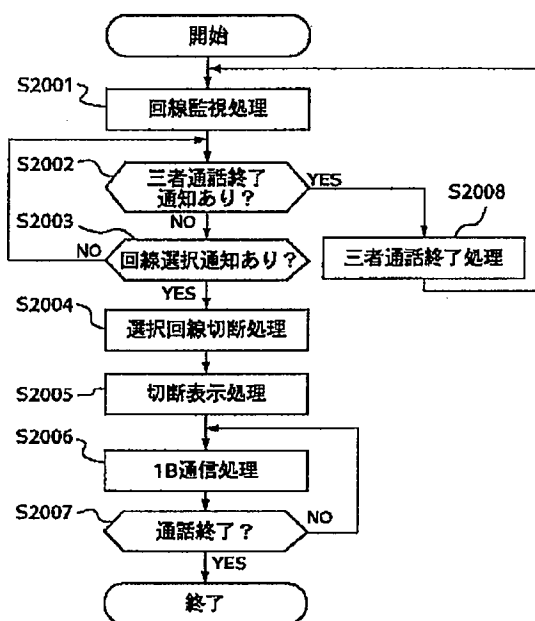 開始
S2001
回線監視処理
S2002
三者通話終了
通知あり？
YES
NO
S2008
三者通話終了処理
S2003
回線選択通知あり？
NO
YES
S2004
選択回線切断処理
S2005
切断表示処理
S2006
1B通信処理
S2007
通話終了？
NO
YES
終了